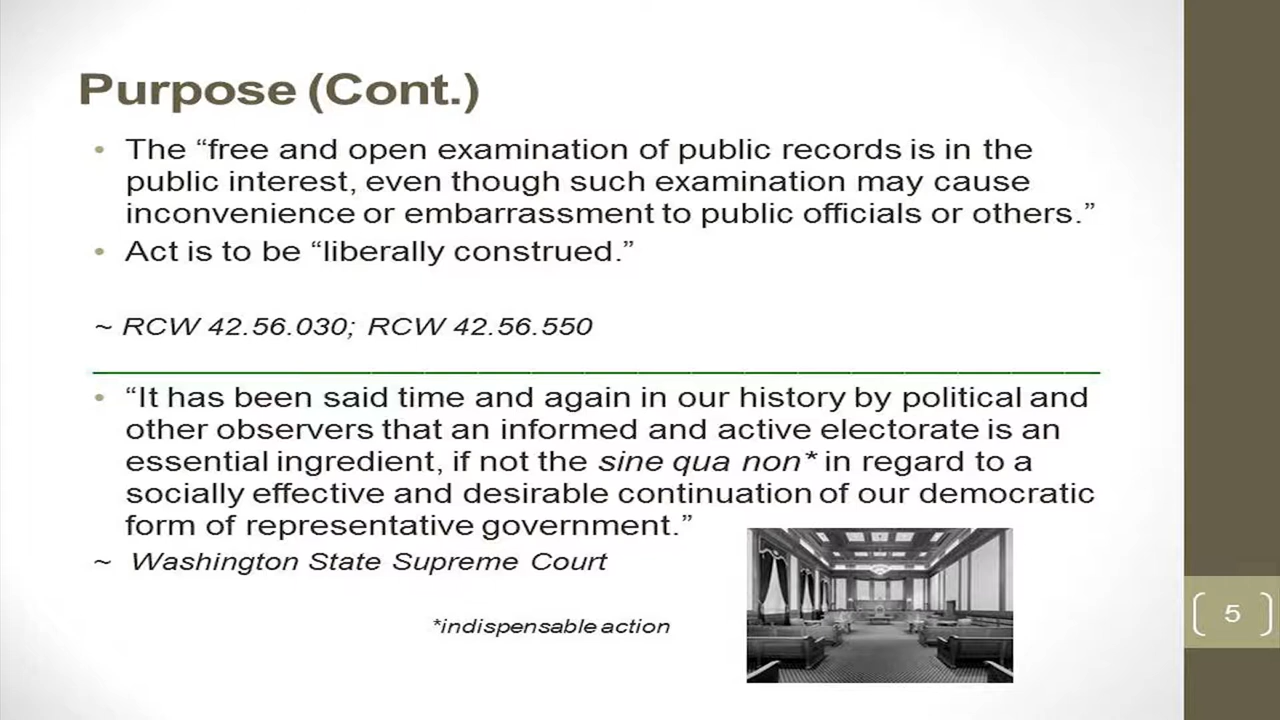 Purpose (Cont.)
• The “free and open examination of public records is in the
public interest, even though such examination may cause
inconvenience or embarrassment to public officials or others.”
• Act is to be “liberally construed.”
~ RCW 42.56.030; RCW 42.56.550
• “It has been said time and again in our history by political and
other observers that an informed and active electorate is an
essential ingredient, if not the sine qua non* in regard to a
socially effective and desirable continuation of our democratic
form of representative government.”
~ Washington State Supreme Court
*indispensable action
5